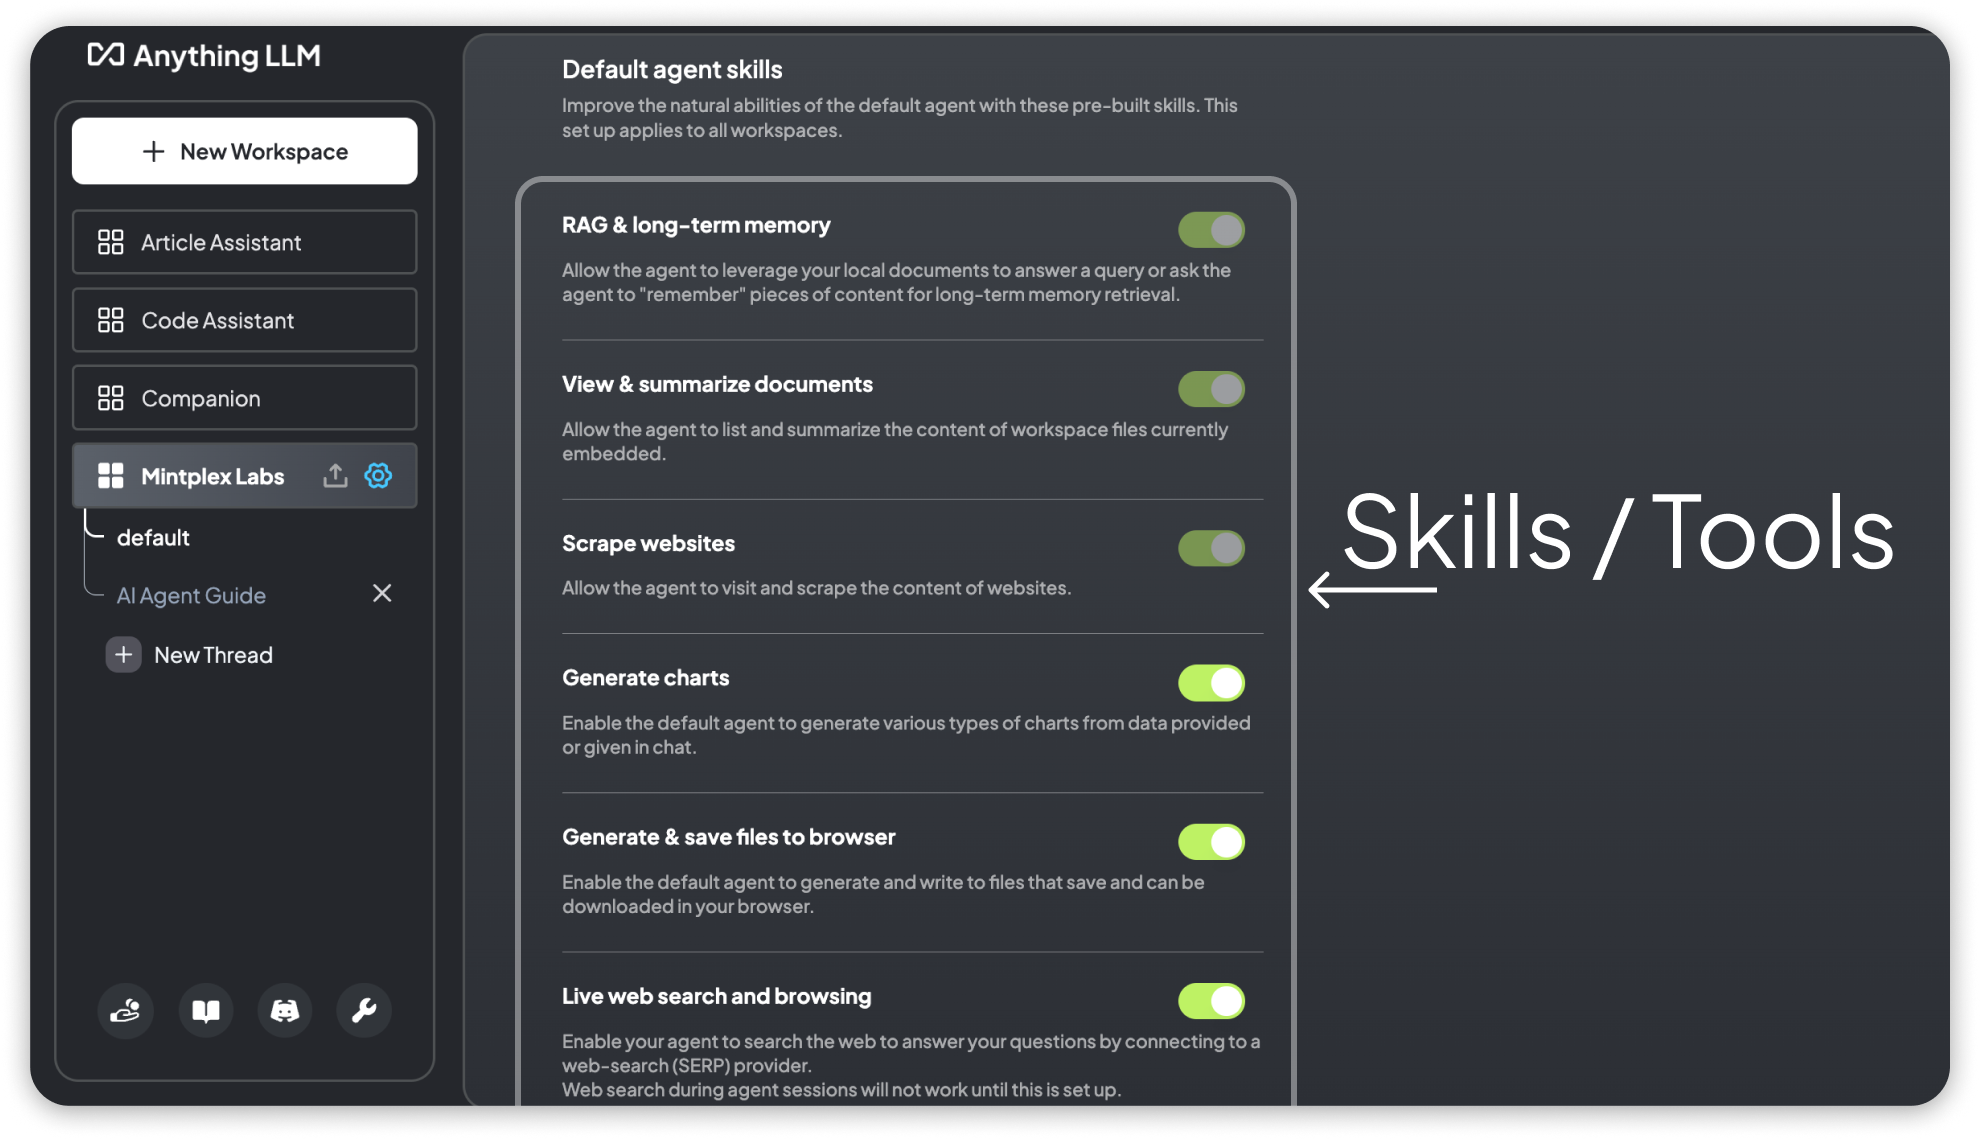 Anything LLM
New Workspace
Article Assistant
Code Assistant
Companion
Mintplex Labs
default
AI Agent Guide
New Thread
Default agent skills
Improve the natural abilities of the default agent with these pre-built skills. This
set up applies to all workspaces.
RAG & long-term memory
Allow the agent to leverage your local documents to answer a query or ask the
agent to "remember" pieces of content for long-term memory retrieval.
View & summarize documents
Allow the agent to list and summarize the content of workspace files currently
embedded.
Scrape websites
Allow the agent to visit and scrape the content of websites.
Generate charts
Enable the default agent to generate various types of charts from data provided
or given in chat.
Generate & save files to browser
Enable the default agent to generate and write to files that save and can be
downloaded in your browser.
Live web search and browsing
Enable your agent to search the web to answer your questions by connecting to a
web-search (SERP) provider.
Web search during agent sessions will not work until this is set up.
Skills / Tools